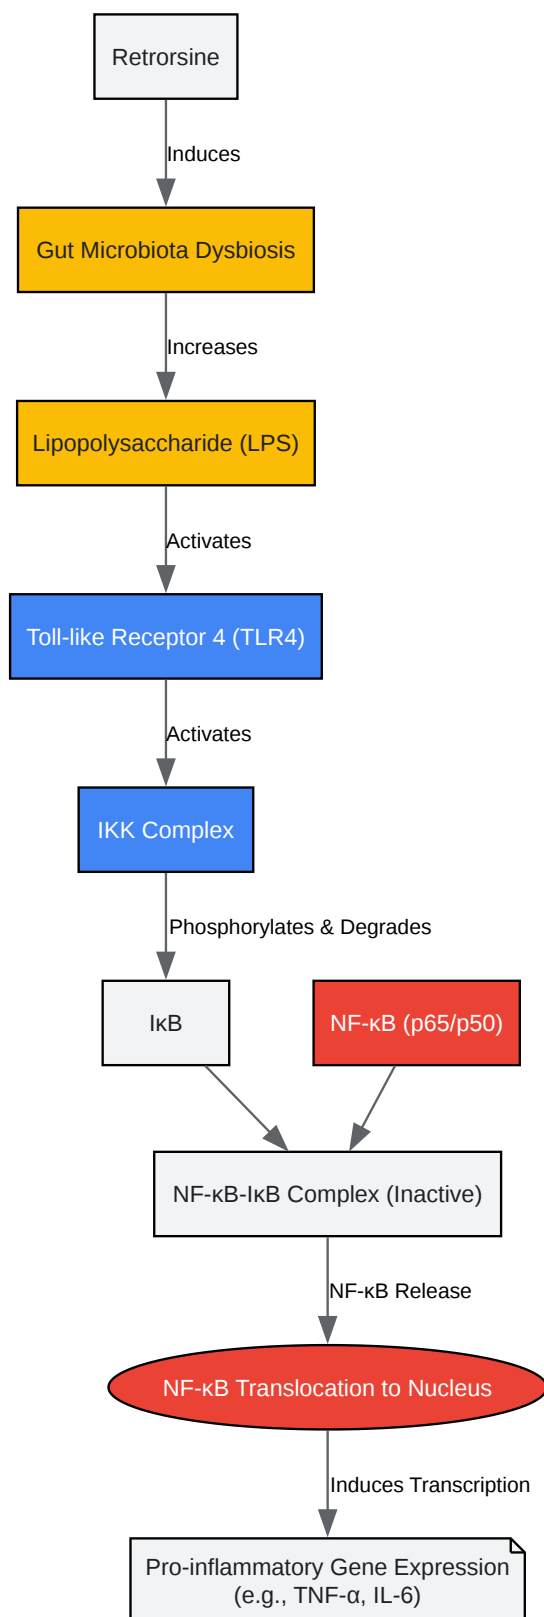 Retrorsine
Induces
Gut Microbiota Dysbiosis
Increases
Lipopolysaccharide (LPS)
Activates
Toll-like Receptor 4 (TLR4)
Activates
IKK Complex
Phosphorylates & Degrades
IκB
NF-κB (p65/p50)
NF-κB-IκB Complex (Inactive)
NF-κB Release
NF-κB Translocation to Nucleus
Induces Transcription
Pro-inflammatory Gene Expression
(e.g., TNF-α, IL-6)